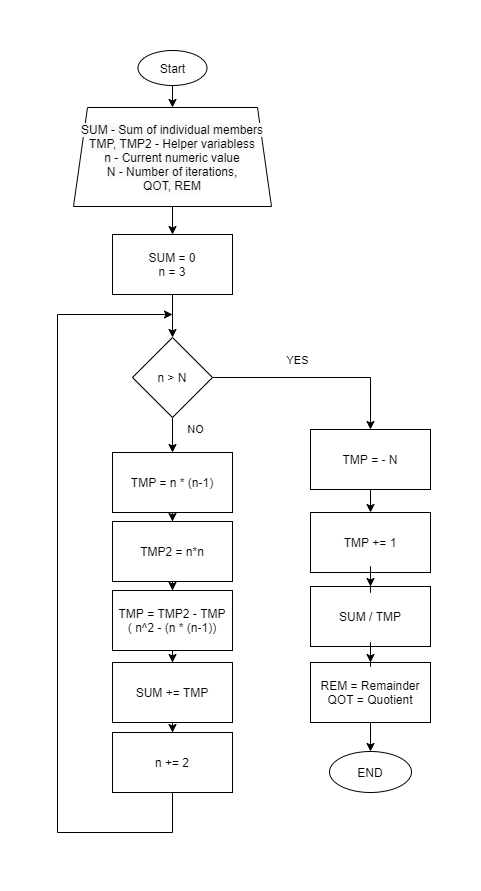 Start
SUM - Sum of individual members
TMP, TMP2 - Helper variabless
n - Current numeric value
N - Number of iterations,
QOT, REM
SUM = 0
n = 3
n > N
YES
NO
TMP = n * (n-1)
TMP2 = n*n
TMP = TMP2 - TMP
( n^2 - (n * (n-1))
SUM += TMP
n += 2
TMP = - N
TMP += 1
SUM / TMP
REM = Remainder
QOT = Quotient
END